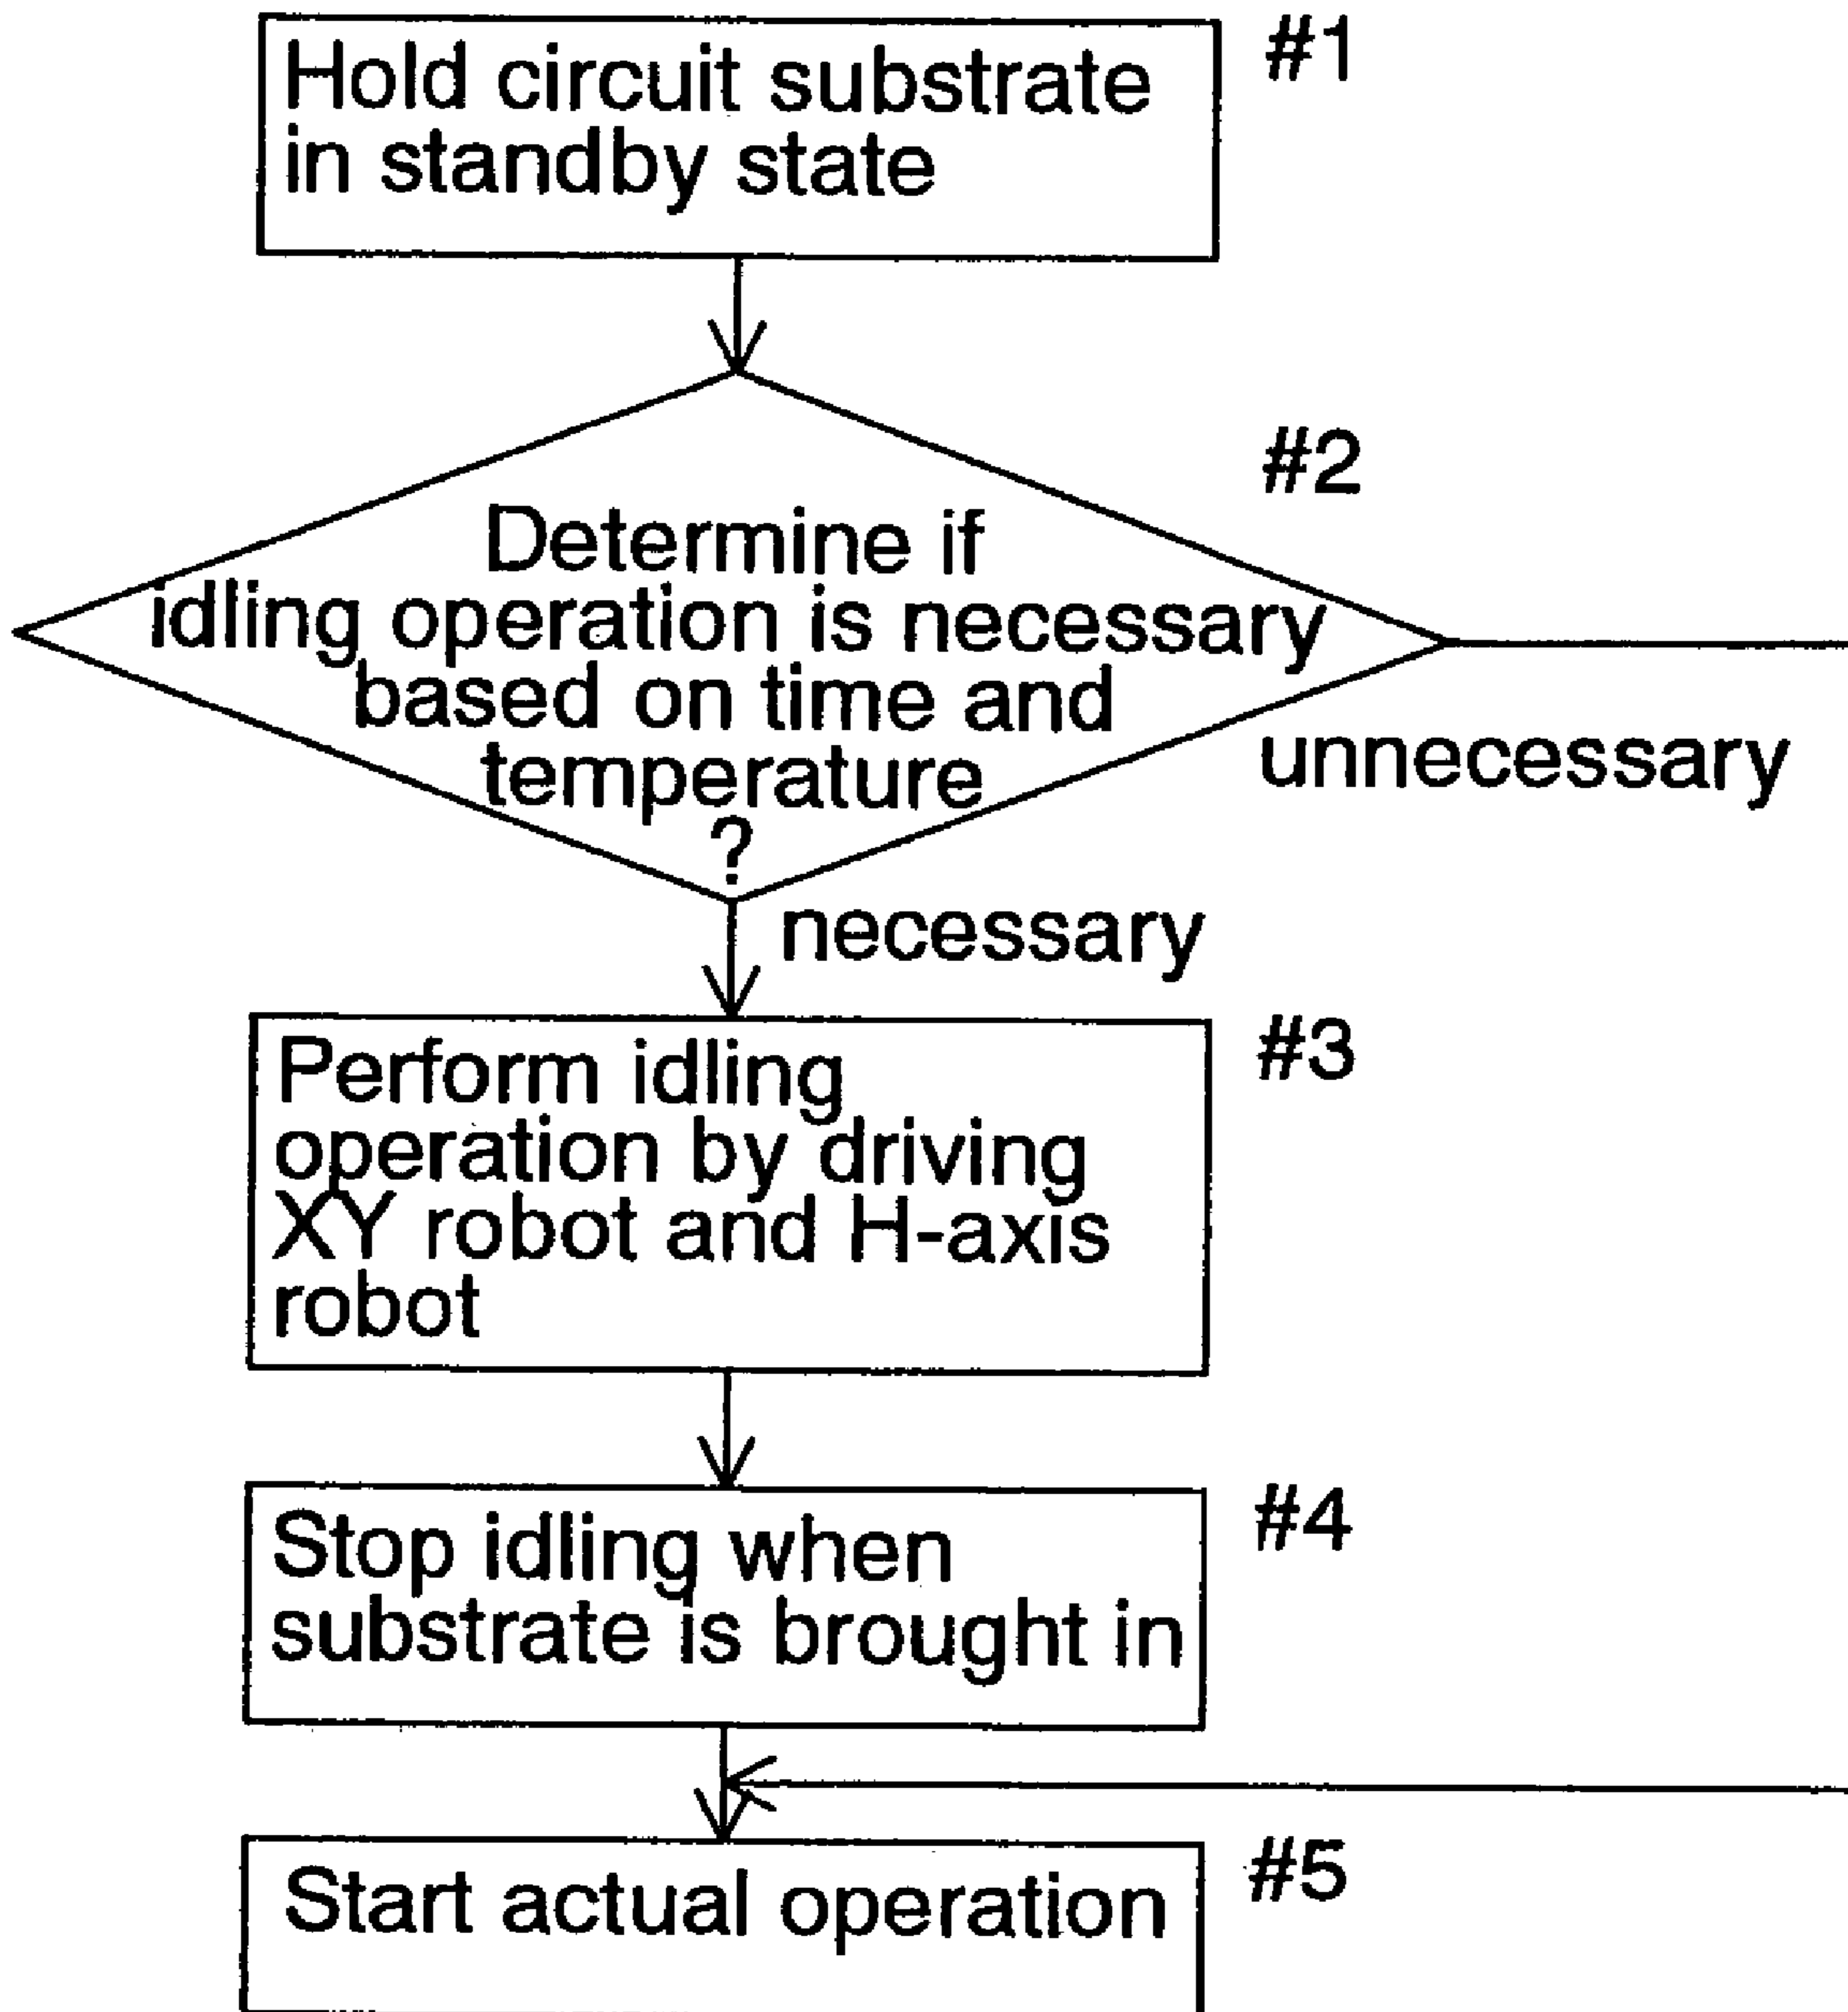 Hold circuit substrate
in standby state
#1
#2
Determine if
idling operation is necessary
based on time and
temperature
?
unnecessary
necessary
#3
Perform idling
operation by driving
XY robot and H-axis
robot
#4
Stop idling when
substrate is brought in
#5
Start actual operation